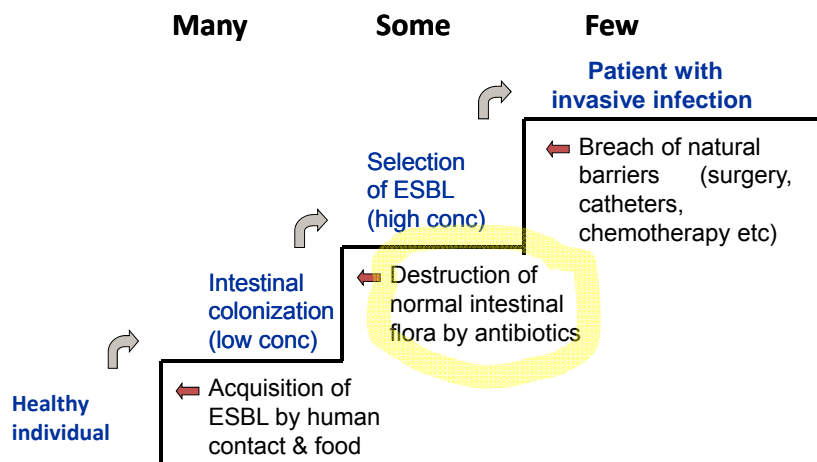 Many Some Few
Patient with
invasive infection
Breach of natural
barriers (surgery,
catheters,
chemotherapy etc)
Selection
of ESBL
(high conc)
Destruction of
normal intestinal
flora by antibiotics
Intestinal
colonization
(low conc)
Acquisition of
ESBL by human
contact & food
Healthy
individual